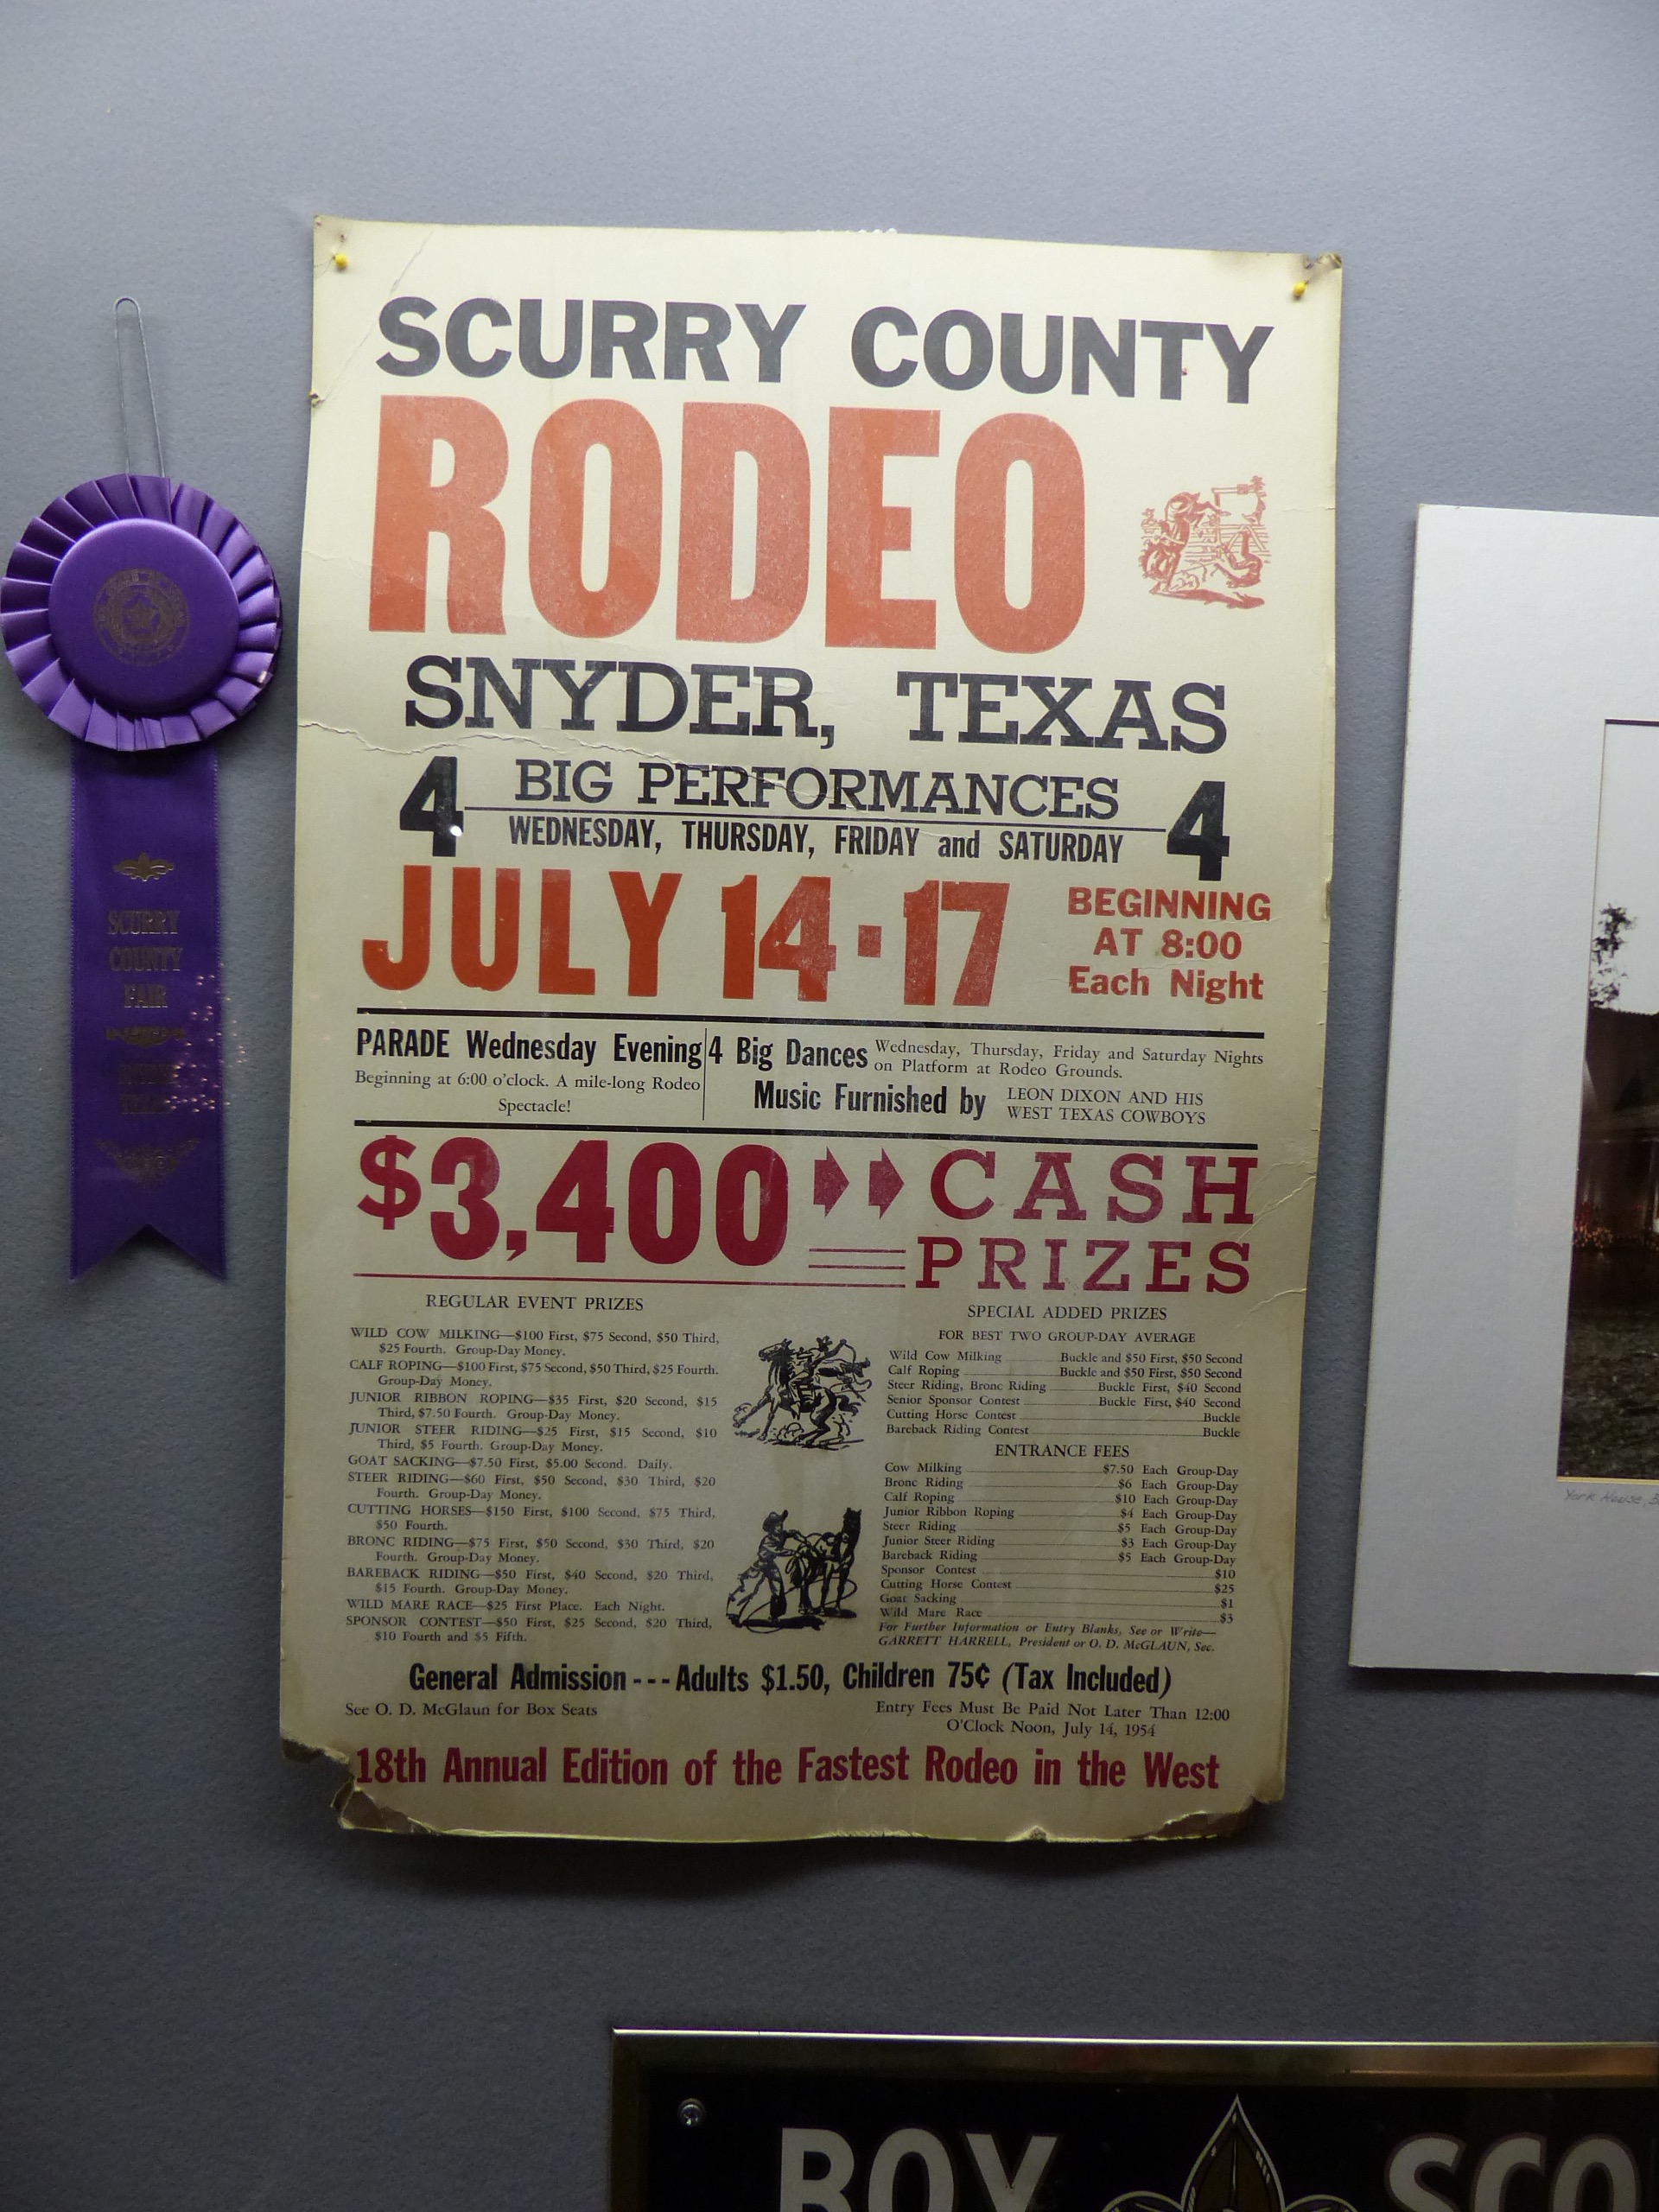 SCURRY COUNTY
RODEO
SNYDER, TEXAS
4 BIG PERFORMANCES 4
WEDNESDAY, THURSDAY, FRIDAY and SATURDAY
JULY 14-17
BEGINNING
AT 8:00
Each Night
PARADE Wednesday Evening
Beginning at 6:00 o'clock. A mile-long Rodeo
Spectacle!
4 Big Dances
Wednesday, Thursday, Friday and Saturday Nights
on Platform at Rodeo Grounds.
Music Furnished by
LEON DIXON AND HIS
WEST TEXAS COWBOYS
$3,400 CASH
PRIZES
REGULAR EVENT PRIZES
WILD COW MILKING—$100 First, $75 Second, $50 Third,
$25 Fourth. Group-Day Money.
CALF ROPING—$100 First, $75 Second, $50 Third, $25 Fourth.
Group-Day Money.
JUNIOR RIBBON ROPING—$35 First, $20 Second, $15
Third, $7.50 Fourth. Group-Day Money.
JUNIOR STEER RIDING—$25 First, $15 Second, $10
Third, $5 Fourth. Group-Day Money.
GOAT SACKING—$7.50 First, $5.00 Second. Daily.
STEER RIDING—$60 First, $50 Second, $30 Third, $20
Fourth. Group-Day Money.
CUTTING HORSES—$150 First, $100 Second, $75 Third,
$50 Fourth.
BRONC RIDING—$75 First, $50 Second, $30 Third, $20
Fourth. Group-Day Money.
BAREBACK RIDING—$50 First, $40 Second, $20 Third,
$15 Fourth. Group-Day Money.
WILD MARE RACE—$25 First Place. Each Night.
SPONSOR CONTEST—$50 First, $25 Second, $20 Third,
$10 Fourth and $5 Fifth.
SPECIAL ADDED PRIZES
FOR BEST TWO GROUP-DAY AVERAGE
Wild Cow Milking Buckle and $50 First, $50 Second
Calf Roping Buckle and $50 First, $50 Second
Steer Riding, Bronc Riding Buckle First, $40 Second
Senior Sponsor Contest Buckle First, $40 Second
Cutting Horse Contest Buckle
Bareback Riding Contest Buckle
ENTRANCE FEES
Cow Milking $7.50 Each Group-Day
Bronc Riding $6 Each Group-Day
Calf Roping $10 Each Group-Day
Junior Ribbon Roping $4 Each Group-Day
Steer Riding $5 Each Group-Day
Junior Steer Riding $3 Each Group-Day
Bareback Riding $5 Each Group-Day
Sponsor Contest $10
Cutting Horse Contest $25
Goat Sacking $1
Wild Mare Race $3
For Further Information or Entry Blanks, See or Write—
GARRETT HARRELL, President or O. D. McGLAUN, Sec.
General Admission --- Adults $1.50, Children 75¢ (Tax Included)
See O. D. McGlaun for Box Seats
Entry Fees Must Be Paid Not Later Than 12:00
O'Clock Noon, July 14, 1954
18th Annual Edition of the Fastest Rodeo in the West
SCURRY
COUNTY
FAIR
York House
BOY SCO